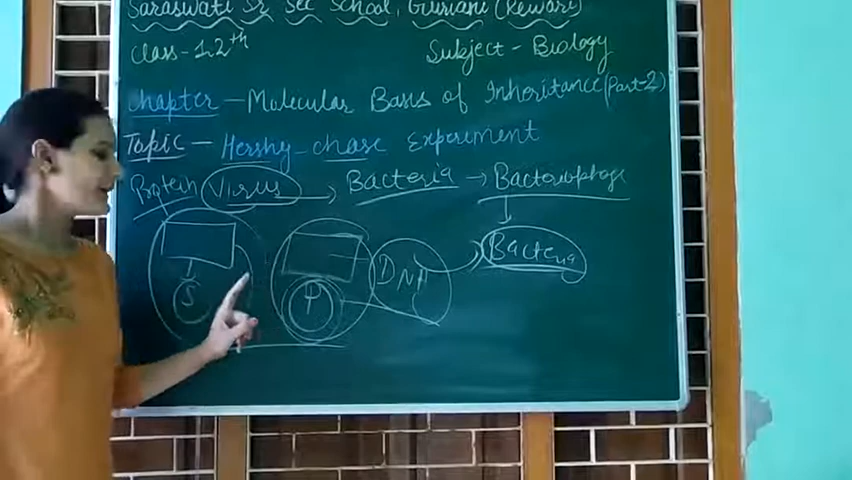 Saraswati Sr Sec School, Guriani (Rewari)
Class-12th Subject - Biology
Chapter - Molecular Basis of Inheritance (Part-2)
Topic - Hershy-chase Experiment
Protein Virus → Bacteria → Bacteriophage
DNA Bacteria
S P